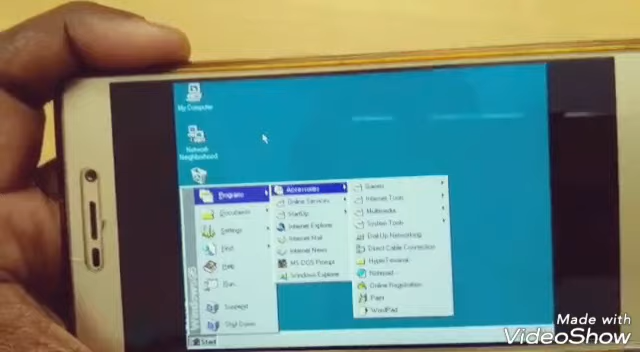 My Computer
Network
Neighborhood
Programs
Documents
Settings
Find
Help
Run...
Suspend
Shut Down...
Start
Accessories
Online Services
StartUp
Internet Explorer
Internet Mail
Internet News
MS-DOS Prompt
Windows Explorer
Games
Internet Tools
Multimedia
System Tools
Dial-Up Networking
Direct Cable Connection
HyperTerminal
Notepad
Online Registration
Paint
WordPad
Made with
VideoShow